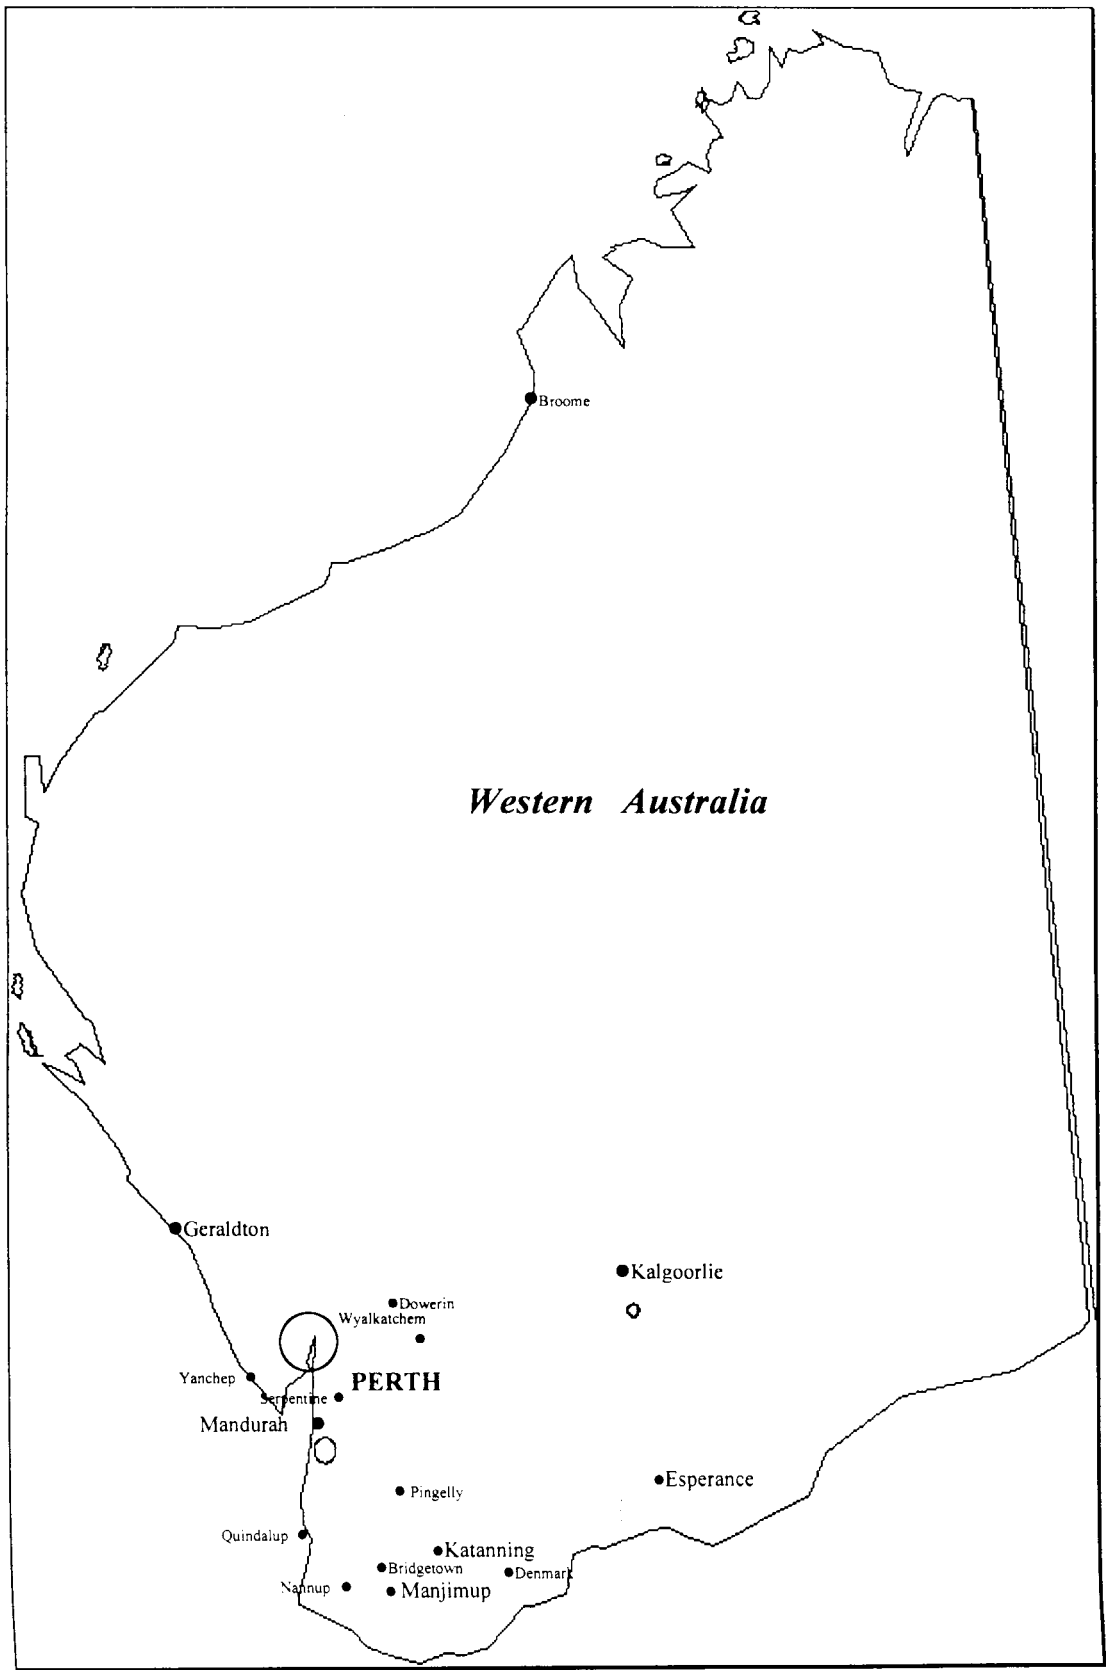 Broome
Western Australia
Geraldton
Kalgoorlie
Dowerin
Wyalkatchem
Yanchep
PERTH
Serpentine
Mandurah
Esperance
Pingelly
Quindalup
Katanning
Bridgetown
Denmark
Nannup
Manjimup